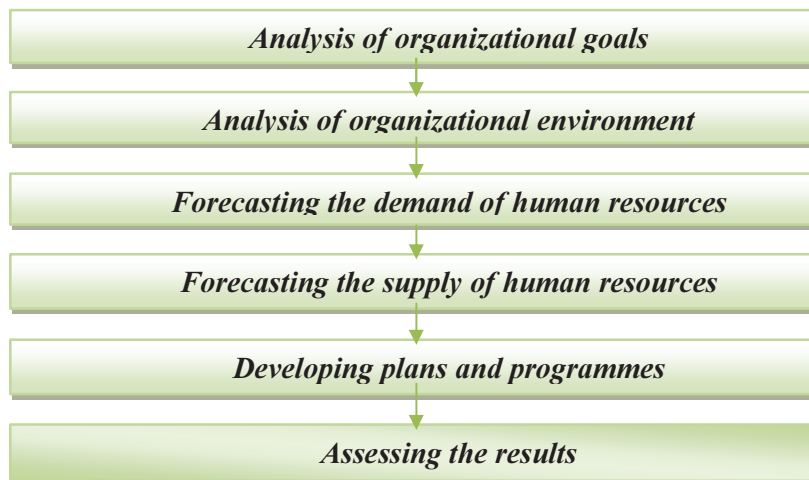 Analysis of organizational goals
Analysis of organizational environment
Forecasting the demand of human resources
Forecasting the supply of human resources
Developing plans and programmes
Assessing the results